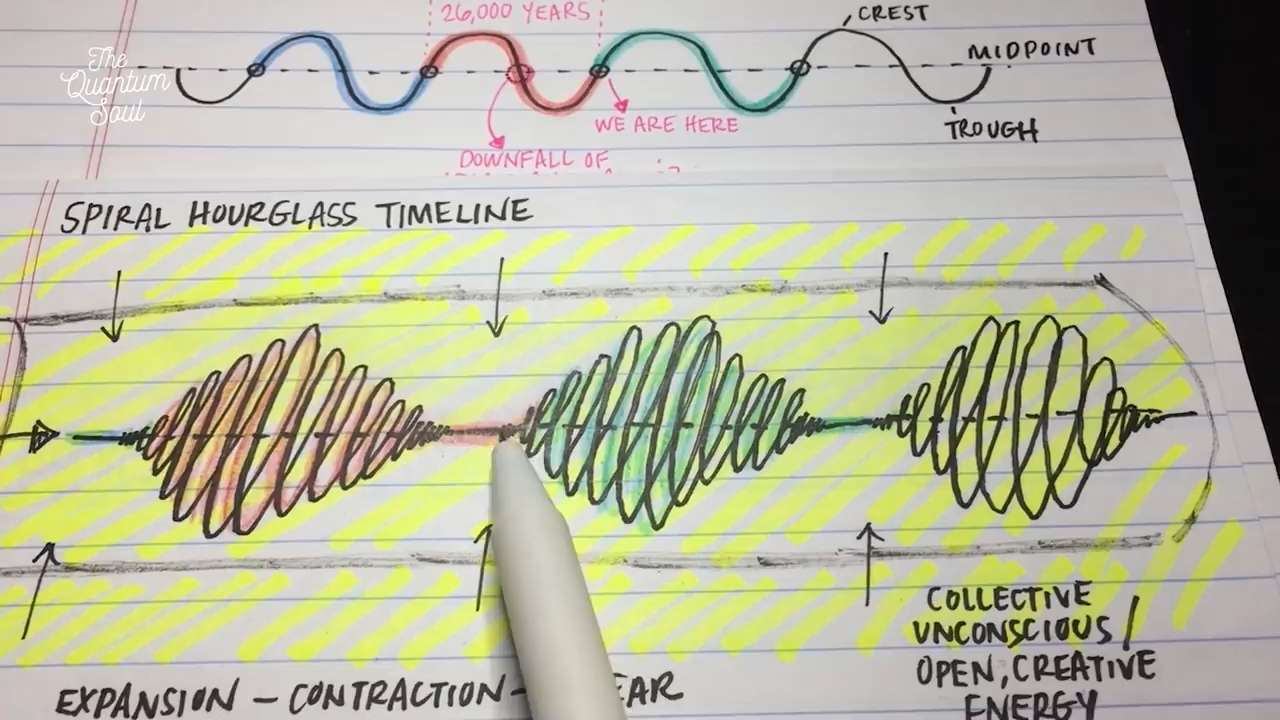 The
Quantum
Soul
26,000 YEARS
CREST
MIDPOINT
WE ARE HERE
TROUGH
DOWNFALL OF
SPIRAL HOURGLASS TIMELINE
COLLECTIVE
UNCONSCIOUS /
OPEN, CREATIVE
ENERGY
EXPANSION - CONTRACTION -